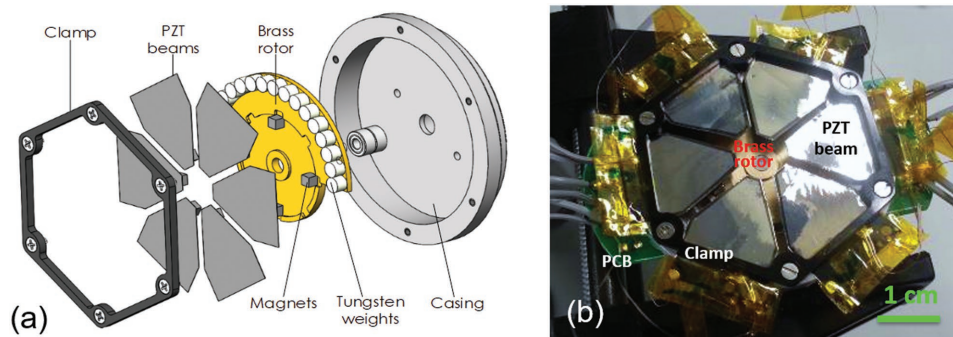 Clamp
PZT
beams
Brass
rotor
Magnets
Tungsten
weights
Casing
(a)
PZT
beam
Brass
rotor
Clamp
PCB
1 cm
(b)